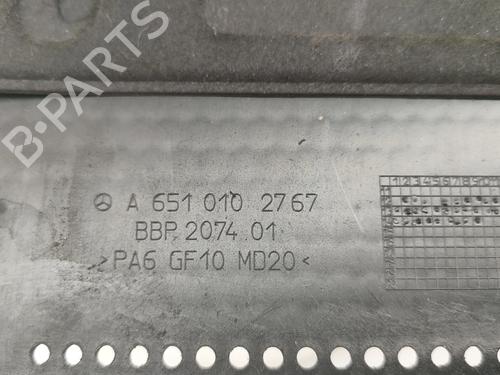 B-PARTS
A 651 010 2767
BBP 2074 01
>PA6 GF10 MD20<